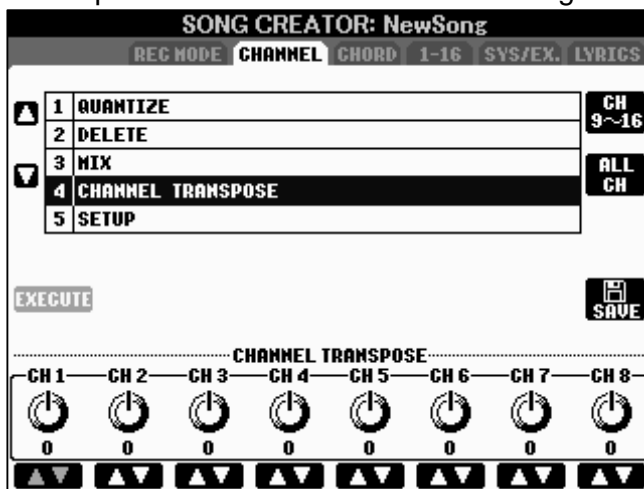 SONG CREATOR: NewSong
REC MODE CHANNEL CHORD 1-16 SYS/EX. LYRICS
1 QUANTIZE
2 DELETE
3 MIX
4 CHANNEL TRANSPOSE
5 SETUP
CH
9~16
ALL
CH
EXECUTE
SAVE
CHANNEL TRANSPOSE
CH 1 CH 2 CH 3 CH 4 CH 5 CH 6 CH 7 CH 8
0 0 0 0 0 0 0 0